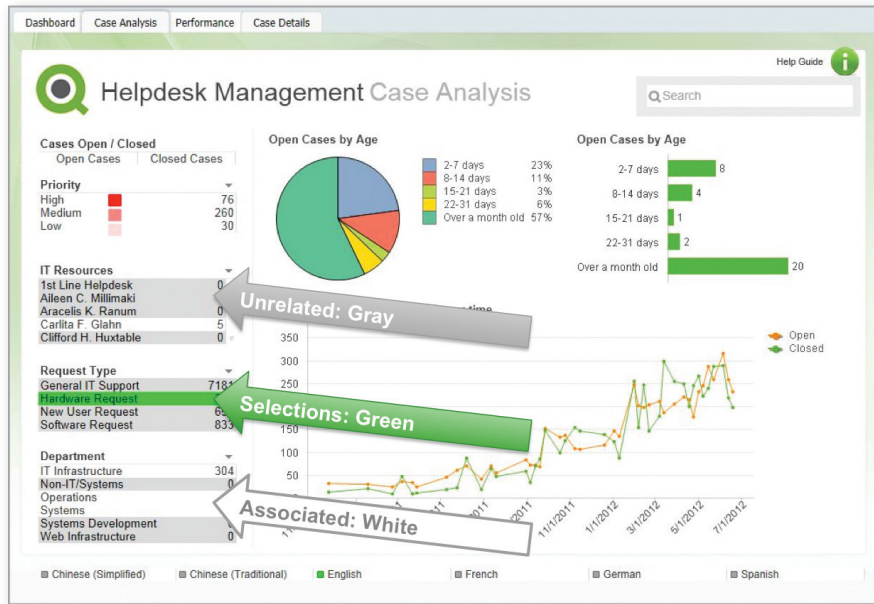 Dashboard Case Analysis Performance Case Details
Help Guide i
Helpdesk Management Case Analysis
Search
Cases Open / Closed
Open Cases Closed Cases
Priority
High 76
Medium 260
Low 30
IT Resources
1st Line Helpdesk 0
Aileen C. Millimaki
Aracelis K. Ranum 0
Carlita F. Glahn 5
Clifford H. Huxtable 0
Request Type
General IT Support 7181
Hardware Request
New User Request
Software Request 833
Department
IT Infrastructure 304
Non-IT/Systems 0
Operations
Systems
Systems Development
Web Infrastructure 0
Open Cases by Age
2-7 days 23%
8-14 days 11%
15-21 days 3%
22-31 days 6%
Over a month old 57%
Open Cases by Age
2-7 days 8
8-14 days 4
15-21 days 1
22-31 days 2
Over a month old 20
time
350
300
250
150
100
50
Open
Closed
11/1/2011
1/1/2012
3/1/2012
5/1/2012
7/1/2012
Unrelated: Gray
Selections: Green
Associated: White
Chinese (Simplified) Chinese (Traditional) English French German Spanish